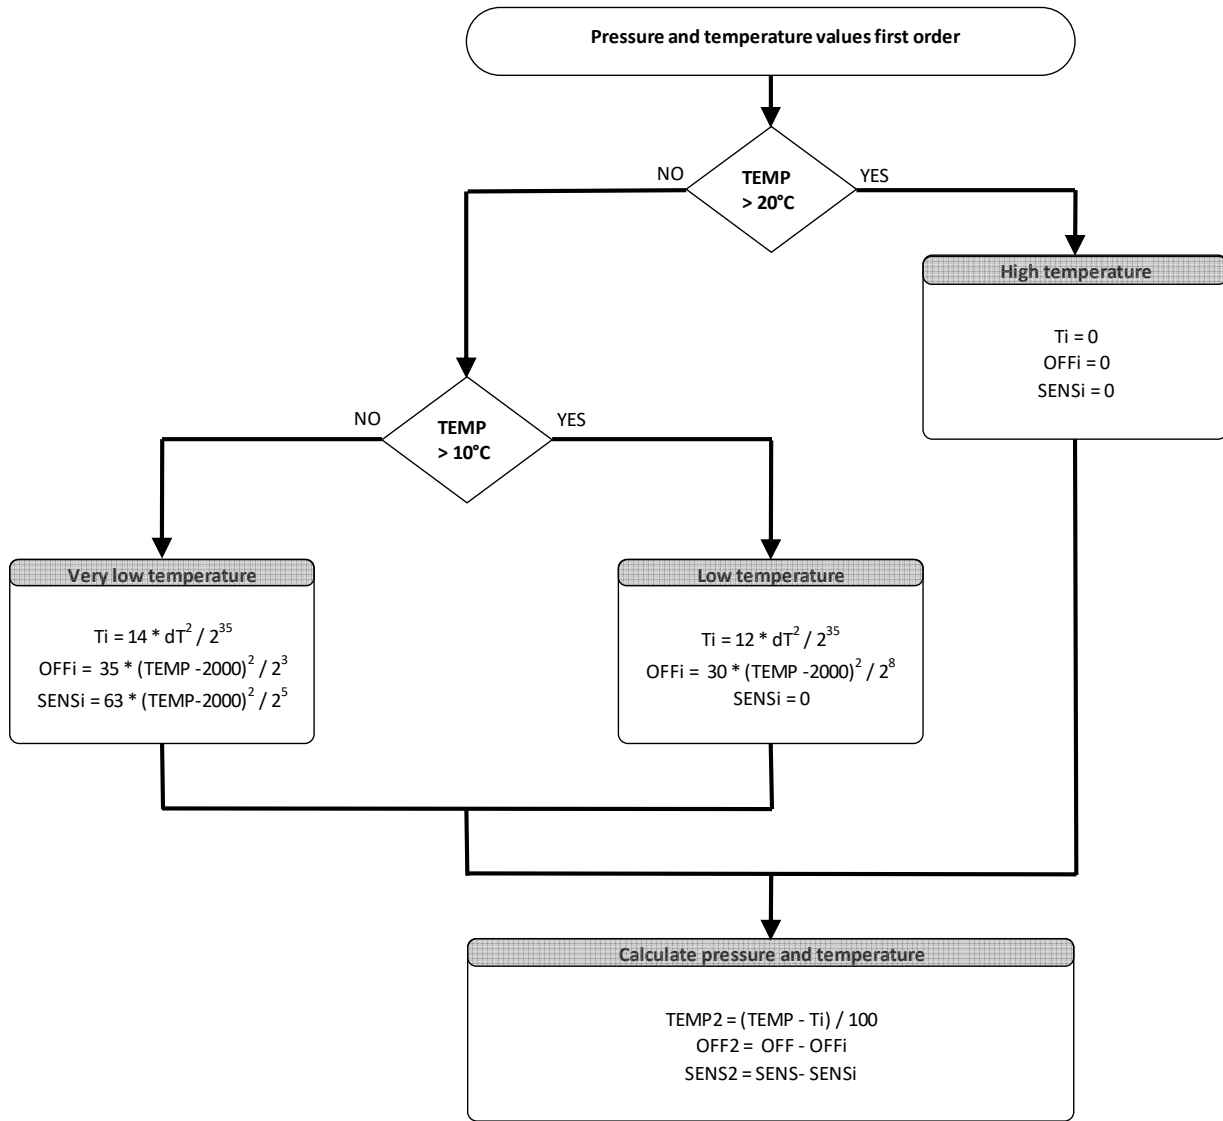 Pressure and temperature values first order
NO
TEMP
> 20°C
YES
High temperature
Ti = 0
OFFi = 0
SENSi = 0
NO
TEMP
> 10°C
YES
Very low temperature
Ti = 14 * dT² / 2³⁵
OFFi = 35 * (TEMP -2000)² / 2³
SENSi = 63 * (TEMP-2000)² / 2⁵
Low temperature
Ti = 12 * dT² / 2³⁵
OFFi = 30 * (TEMP -2000)² / 2⁸
SENSi = 0
Calculate pressure and temperature
TEMP2 = (TEMP - Ti) / 100
OFF2 = OFF - OFFi
SENS2 = SENS- SENSi